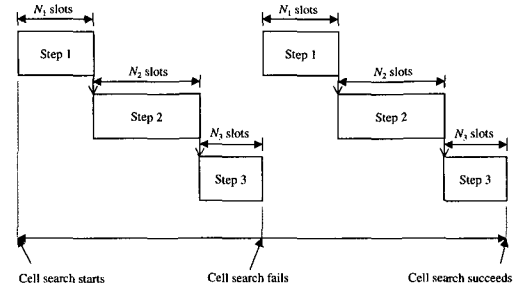 N₁ slots
N₁ slots
Step 1
Step 1
N₂ slots
N₂ slots
Step 2
Step 2
N₃ slots
N₃ slots
Step 3
Step 3
Cell search starts
Cell search fails
Cell search succeeds